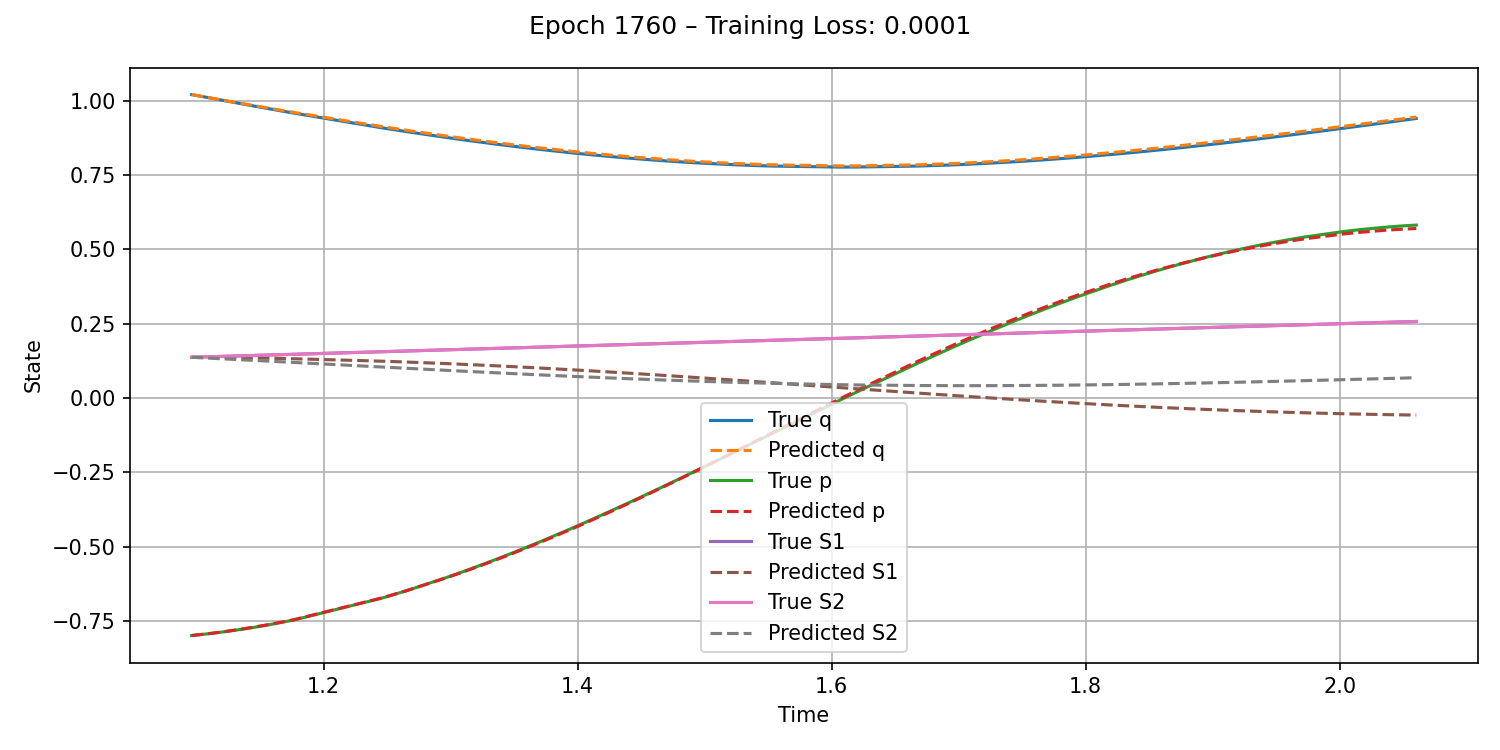 Epoch 1760 – Training Loss: 0.0001
1.00
0.75
0.50
0.25
0.00
−0.25
−0.50
−0.75
State
True q
Predicted q
True p
Predicted p
True S1
Predicted S1
True S2
Predicted S2
1.2 1.4 1.6 1.8 2.0
Time